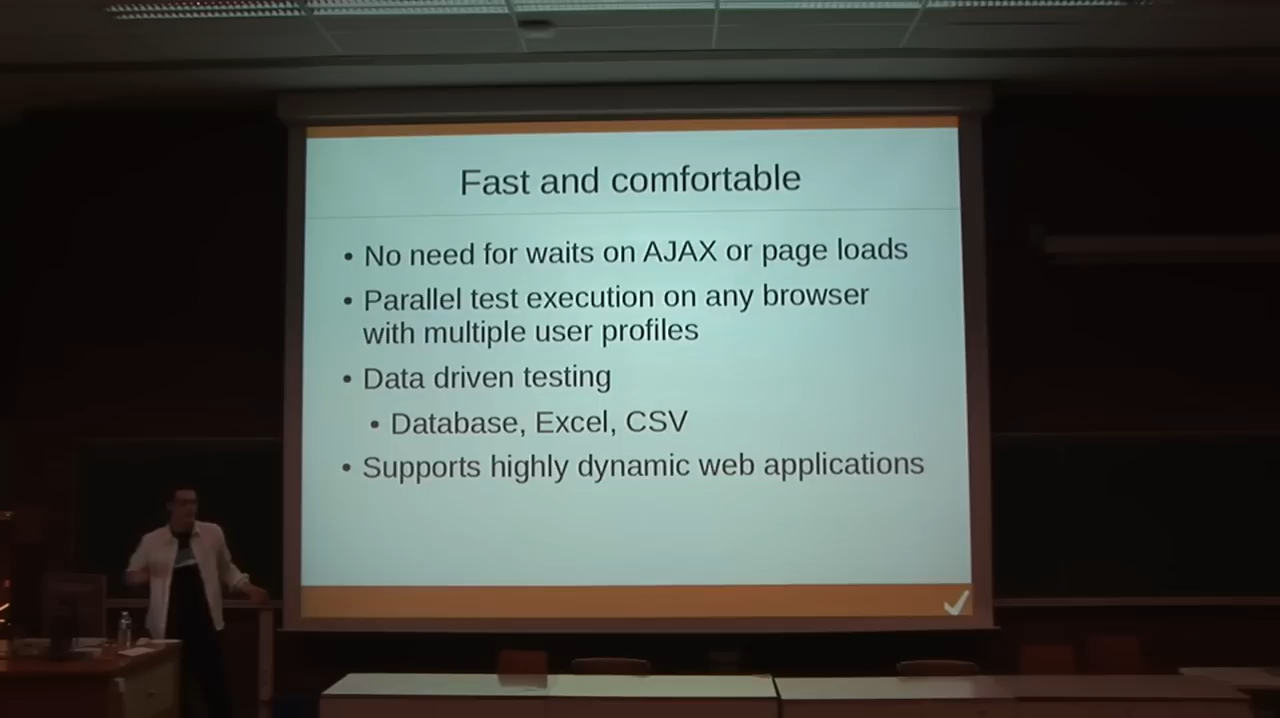 Fast and comfortable
• No need for waits on AJAX or page loads
• Parallel test execution on any browser
with multiple user profiles
• Data driven testing
• Database, Excel, CSV
• Supports highly dynamic web applications